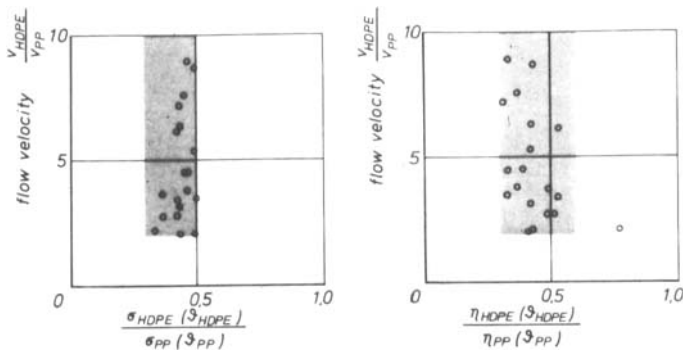 10
flow velocity V_HDPE / V_PP
5
0
0,5
1,0
σ_HDPE (ϑ_HDPE)
σ_PP (ϑ_PP)
10
flow velocity V_HDPE / V_PP
5
0
0,5
1,0
η_HDPE (ϑ_HDPE)
η_PP (ϑ_PP)